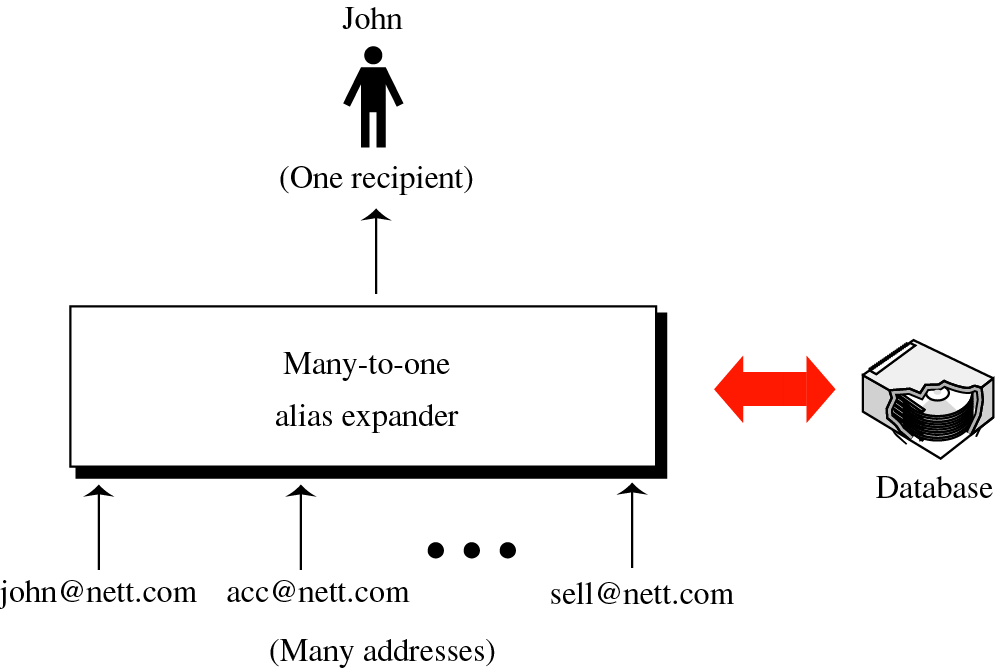 John
(One recipient)
Many-to-one
alias expander
Database
john@nett.com acc@nett.com sell@nett.com
(Many addresses)